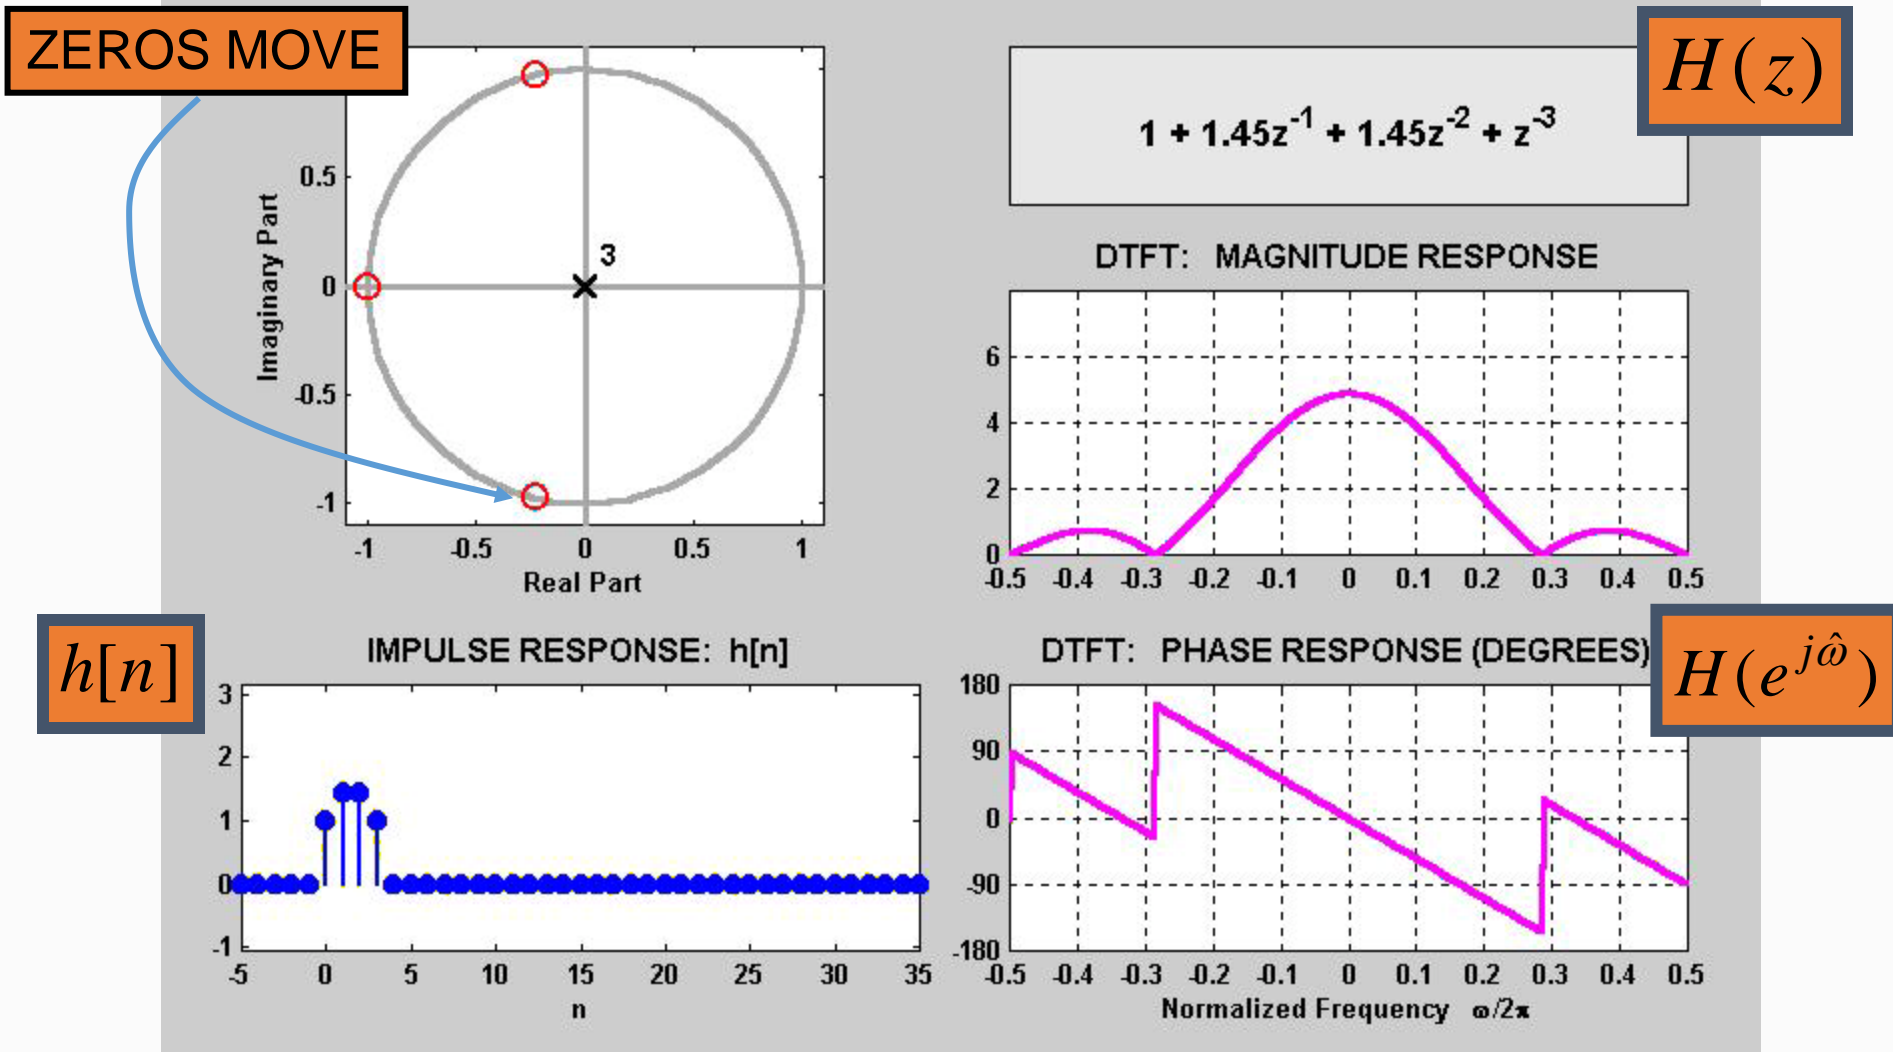 ZEROS MOVE
H(z)
1 + 1.45z^-1 + 1.45z^-2 + z^-3
Imaginary Part
0.5
0
-0.5
-1
3
-1 -0.5 0 0.5 1
Real Part
DTFT: MAGNITUDE RESPONSE
6
4
2
0
-0.5 -0.4 -0.3 -0.2 -0.1 0 0.1 0.2 0.3 0.4 0.5
h[n]
IMPULSE RESPONSE: h[n]
3
2
1
0
-1
-5 0 5 10 15 20 25 30 35
n
DTFT: PHASE RESPONSE (DEGREES)
H(e^{jω̂})
180
90
0
-90
-180
-0.5 -0.4 -0.3 -0.2 -0.1 0 0.1 0.2 0.3 0.4 0.5
Normalized Frequency ω/2π